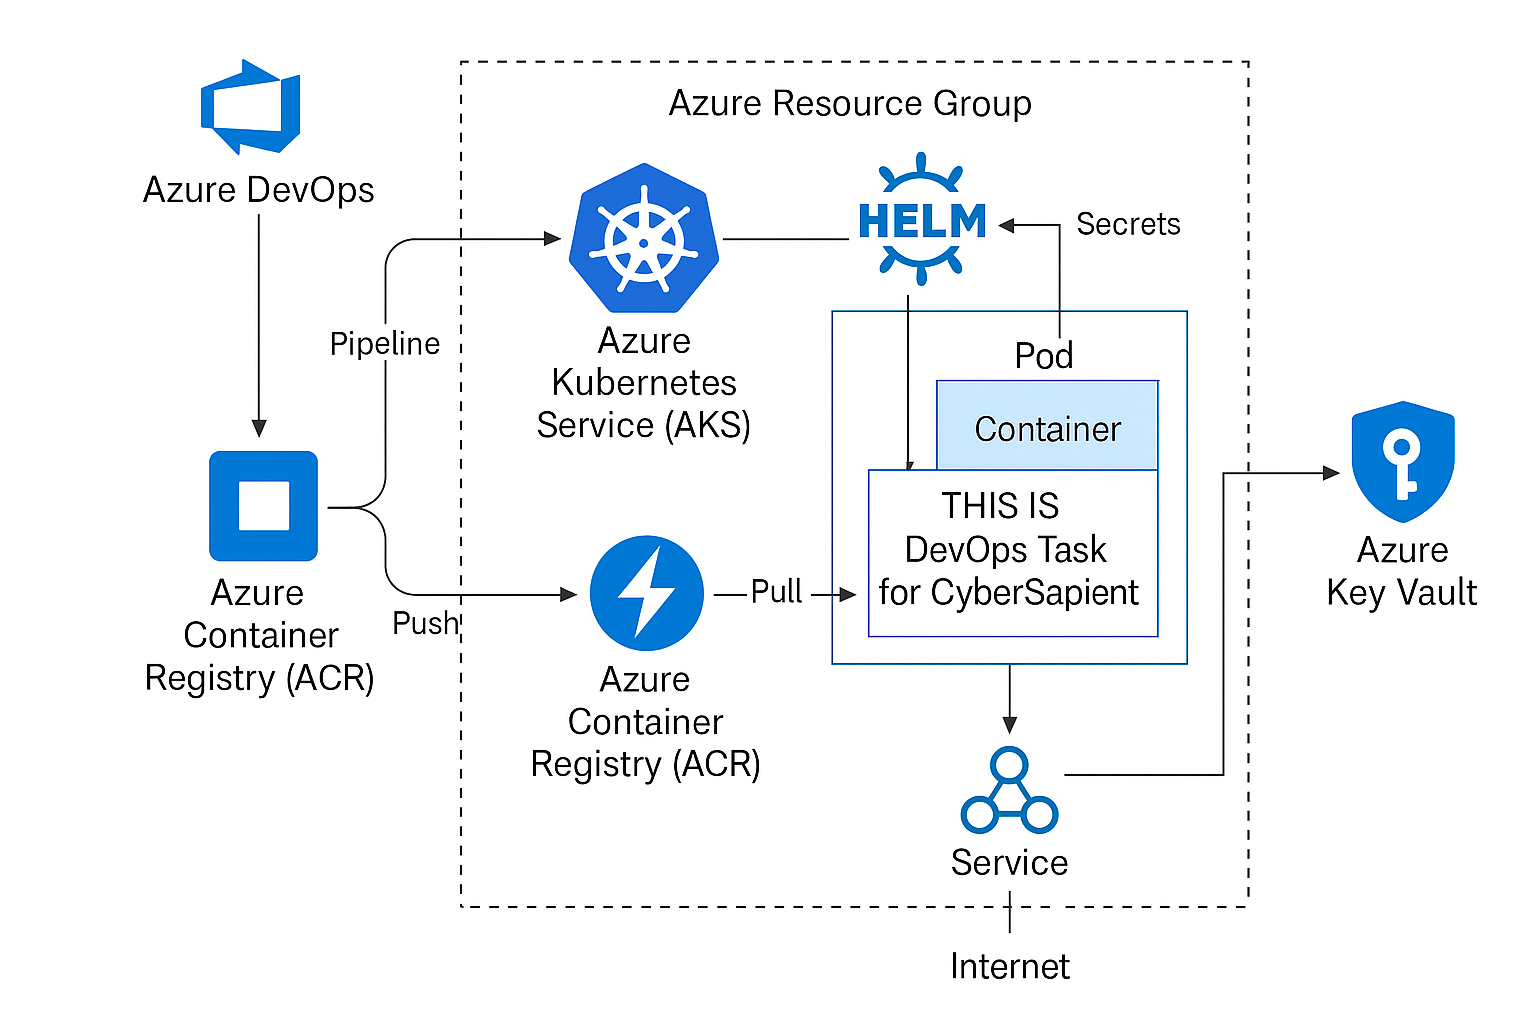 Azure Resource Group
Azure DevOps
HELM
Secrets
Pipeline
Azure
Kubernetes
Service (AKS)
Pod
Container
THIS IS
DevOps Task
for CyberSapient
Azure
Key Vault
Azure
Container
Registry (ACR)
Push
Pull
Azure
Container
Registry (ACR)
Service
Internet